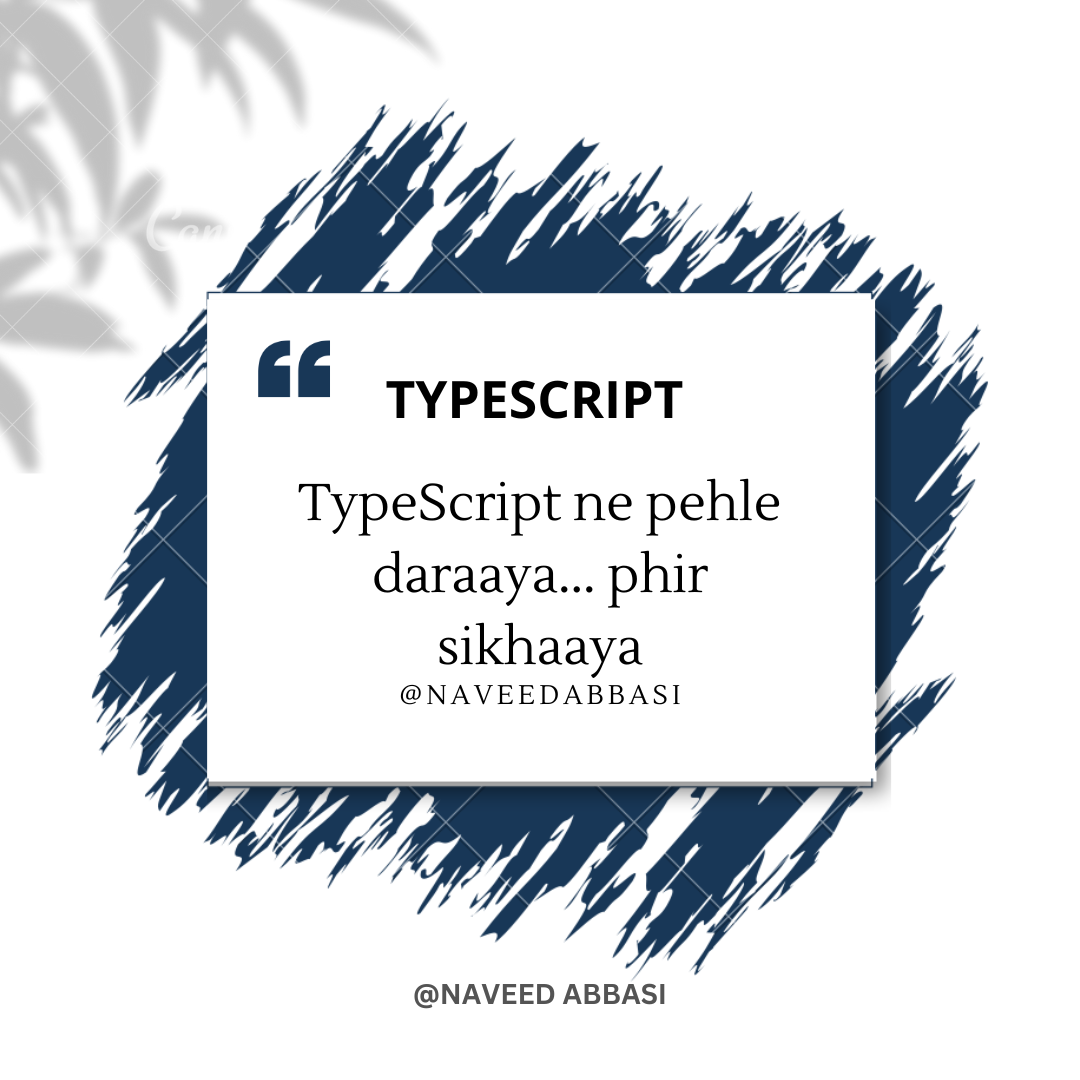 TYPESCRIPT
TypeScript ne pehle
daraaya... phir
sikhaaya
@NAVEEDABBASI
@NAVEED ABBASI